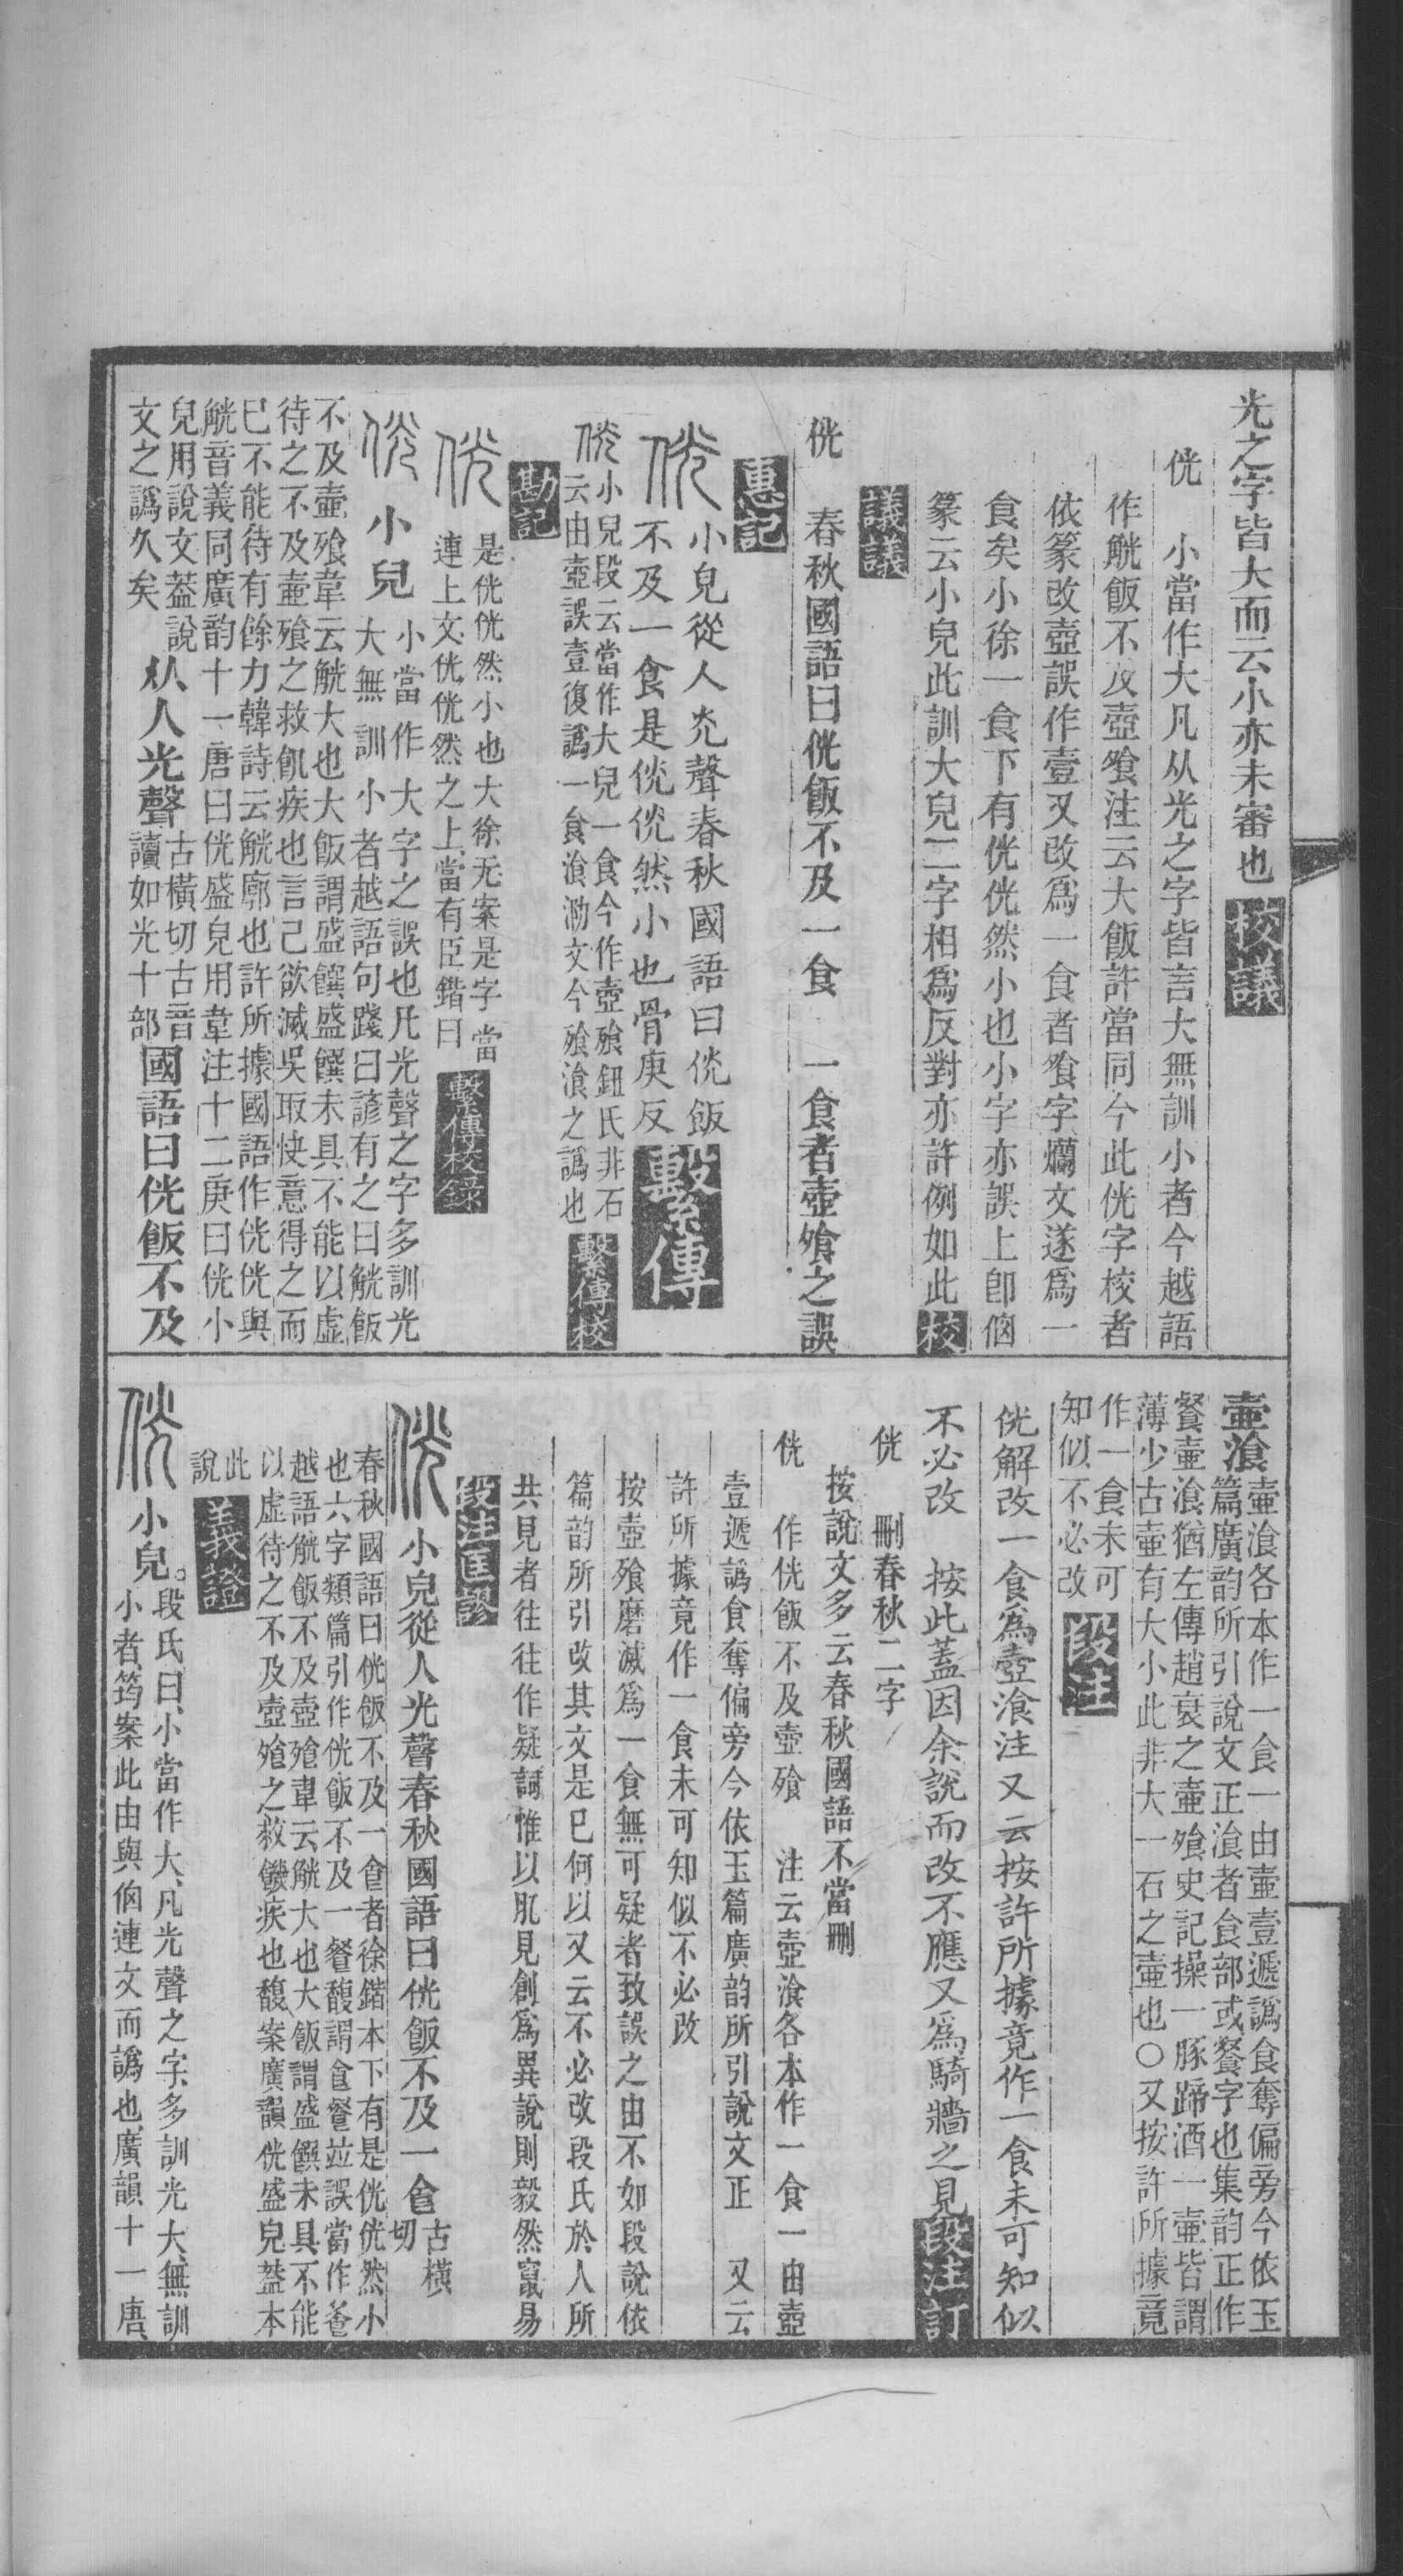 光之字皆大而云小亦未審也校議
侊　小當作大凡从光之字皆言大無訓小者今越語
作觥飯不及壺飧注云大飯許當同今此侊字校者
依篆改壺誤作壹又改為一食者飧字爛文遂為一
食矣小徐一食下有侊侊然小也小字亦誤上卽㑋
篆云小皃此訓大皃二字相為反對亦許例如此校
議議
侊　春秋國語曰侊飯不及一食　一食者壺飧之誤
惠記
小皃從人灮聲春秋國語曰侊飯
不及一食是侊侊然小也骨庚反繫傳
小皃段云當作大皃一食今作壺飱鈕氏非石
云由壺誤壹復譌一食飡泐文今飱飡之譌也繫傳校
勘記
是侊侊然小也大徐无案是字當
連上文侊侊然之上當有臣鍇曰繫傳校錄
小皃小當作大字之誤也凡光聲之字多訓光
大無訓小者越語句踐曰諺有之曰觥飯
不及壺飱韋云觥大也大飯謂盛饌盛饌未具不能以虛
待之不及壺飱之救飢疾也言己欲滅吳取快意得之而
已不能待有餘力韓詩云觥廓也許所據國語作侊侊與
觥音義同廣韵十一唐曰侊盛皃用韋注十二庚曰侊小
皃用說文葢說
文之譌久矣从人光聲古橫切古音
讀如光十部國語曰侊飯不及
壺飡壺飡各本作一食一由壺壹遞譌食奪偏旁今依玉
篇廣韵所引說文正飡者食部或餐字也集韵正作
餐壺飡猶左傳趙衰之壺飱史記操一豚蹄酒一壺皆謂
薄少古壺有大小此非大一石之壺也○又按許所據竟
作一食未可
知似不必改段注
侊解改一食為壺飡注又云按許所據竟作一食未可知似
不必改　按此蓋因余說而改不應又為騎牆之見段注訂
侊　刪春秋二字
按說文多云春秋國語不當刪
侊　作侊飯不及壺飱　注云壺飡各本作一食一由壺
壹遞譌食奪偏旁今依玉篇廣韵所引說文正　又云
許所據竟作一食未可知似不必改
按壺飱磨滅為一食無可疑者致誤之由不如段說依
篇韵所引改其文是已何以又云不必改段氏於人所
共見者往往作疑詞惟以肊見創為異說則毅然竄易
段注匡謬
小皃從人光聲春秋國語曰侊飯不及一食古橫
切
春秋國語曰侊飯不及一食者徐鍇本下有是侊侊然小
也六字類篇引作侊飯不及一餐馥謂食餐竝誤當作飧
越語觥飯不及壺飧韋云觥大也大飯謂盛饌未具不能
以虛待之不及壺飧之救饑疾也馥案廣韻侊盛皃葢本
此
說義證
小皃。段氏曰、小當作大、凡光聲之字、多訓光大、無訓
小者、筠案此由與㑋連文而譌也、廣韻十一唐、